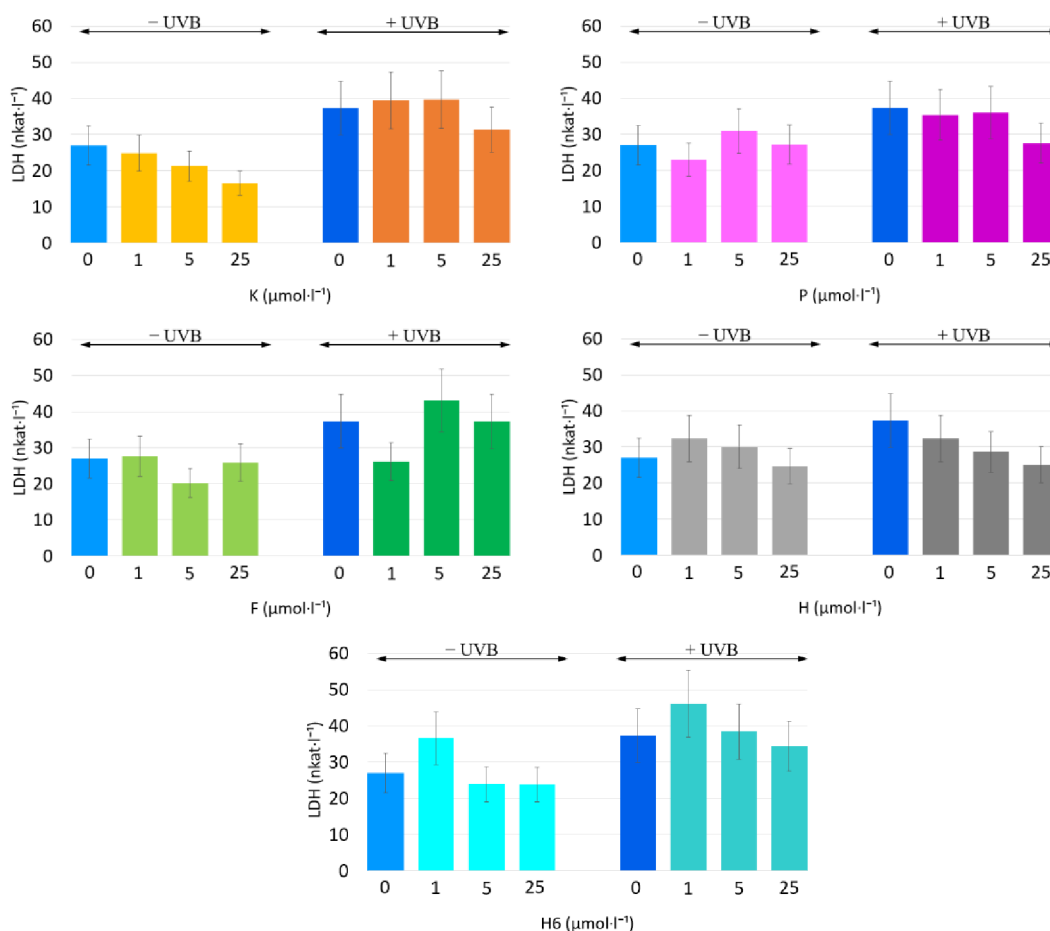 60
50
40
30
20
10
0
LDH (nkat·l⁻¹)
− UVB
+ UVB
0 1 5 25 0 1 5 25
K (µmol·l⁻¹)
60
50
40
30
20
10
0
LDH (nkat·l⁻¹)
− UVB
+ UVB
0 1 5 25 0 1 5 25
P (µmol·l⁻¹)
60
50
40
30
20
10
0
LDH (nkat·l⁻¹)
− UVB
+ UVB
0 1 5 25 0 1 5 25
F (µmol·l⁻¹)
60
50
40
30
20
10
0
LDH (nkat·l⁻¹)
− UVB
+ UVB
0 1 5 25 0 1 5 25
H (µmol·l⁻¹)
60
50
40
30
20
10
0
LDH (nkat·l⁻¹)
− UVB
+ UVB
0 1 5 25 0 1 5 25
H6 (µmol·l⁻¹)